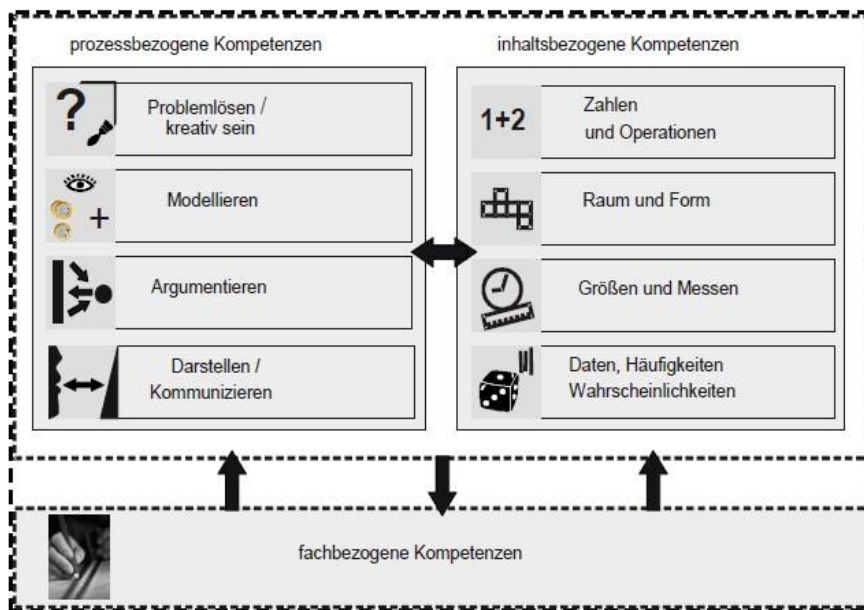 prozessbezogene Kompetenzen
?
Problemlösen /
kreativ sein
+
Modellieren
Argumentieren
Darstellen /
Kommunizieren
inhaltsbezogene Kompetenzen
1+2
Zahlen
und Operationen
Raum und Form
Größen und Messen
Daten, Häufigkeiten
Wahrscheinlichkeiten
fachbezogene Kompetenzen